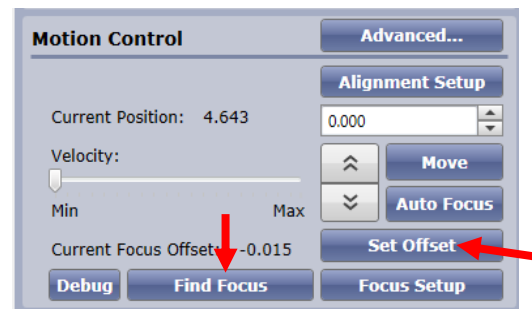 Motion Control Advanced...
Alignment Setup
Current Position: 4.643 0.000
Velocity:
Move
Min Max Auto Focus
Current Focus Offset: -0.015 Set Offset
Debug Find Focus Focus Setup